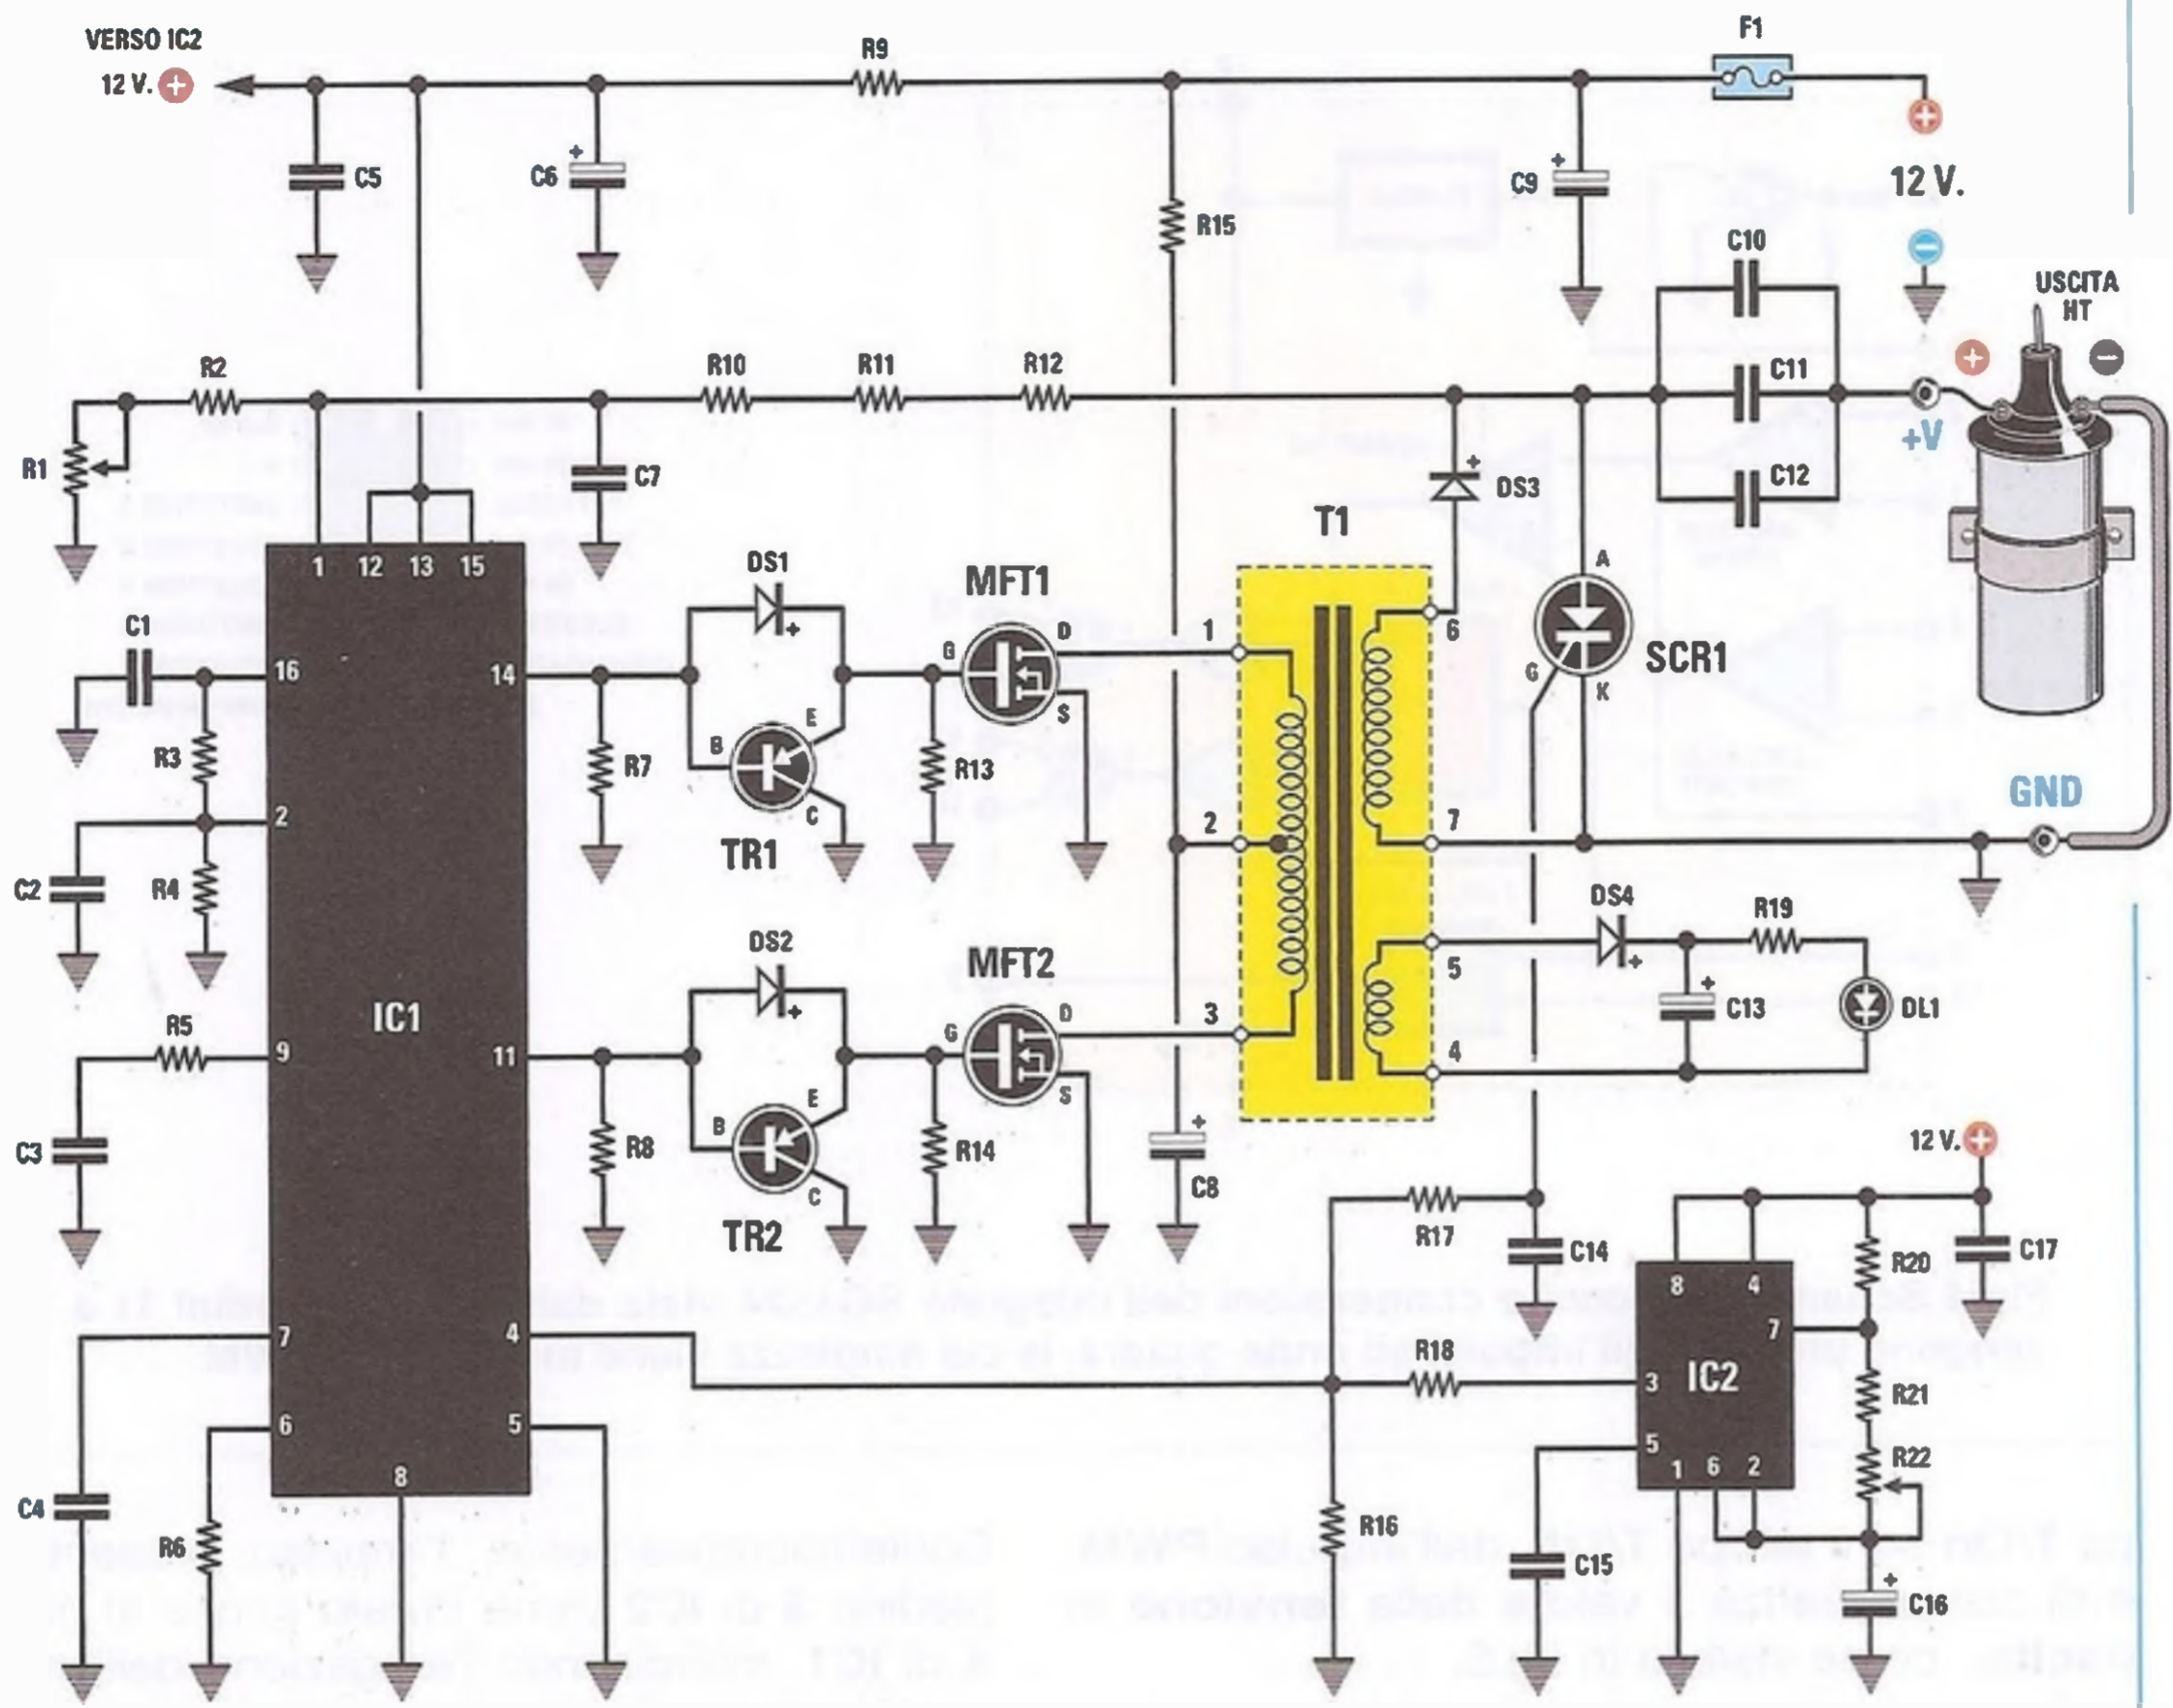 VERSO IC2
12 V. +
R9
F1
+
12 V.
−
C5
+
C6
R15
+
C9
C10
C11
C12
USCITA
HT
+ −
+V
R2
R10
R11
R12
R1
C7
+
DS3
T1
1 12 13 15
C1
16
14
DS1
+
MFT1
G
D
S
1
6
A
G
K
SCR1
R3
R7
B
E
C
TR1
R13
2
7
GND
2
C2
R4
DS2
+
MFT2
G
D
S
3
5
4
DS4
+
R19
+
C13
DL1
R5
9
IC1
11
C3
R8
B
E
C
TR2
R14
+
C8
12 V. +
R17
C14
8 4
R20
C17
7
4
7
R18
3
IC2
R21
6
5
5
1 6 2
R22
8
C4
R6
R16
C15
+
C16